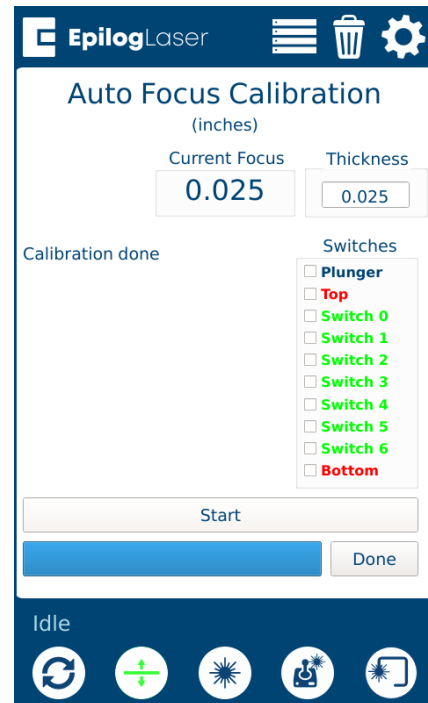 EpilogLaser
Auto Focus Calibration
(inches)
Current Focus
0.025
Thickness
0.025
Calibration done
Switches
Plunger
Top
Switch 0
Switch 1
Switch 2
Switch 3
Switch 4
Switch 5
Switch 6
Bottom
Start
Done
Idle